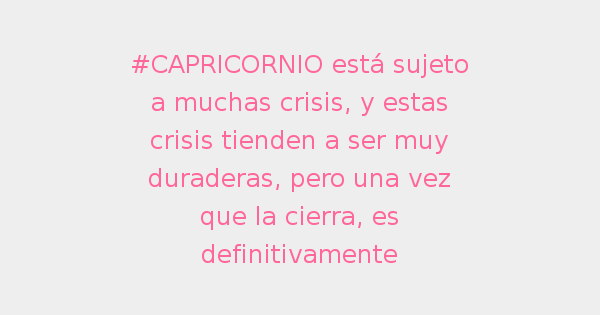 #CAPRICORNIO está sujeto
a muchas crisis, y estas
crisis tienden a ser muy
duraderas, pero una vez
que la cierra, es
definitivamente